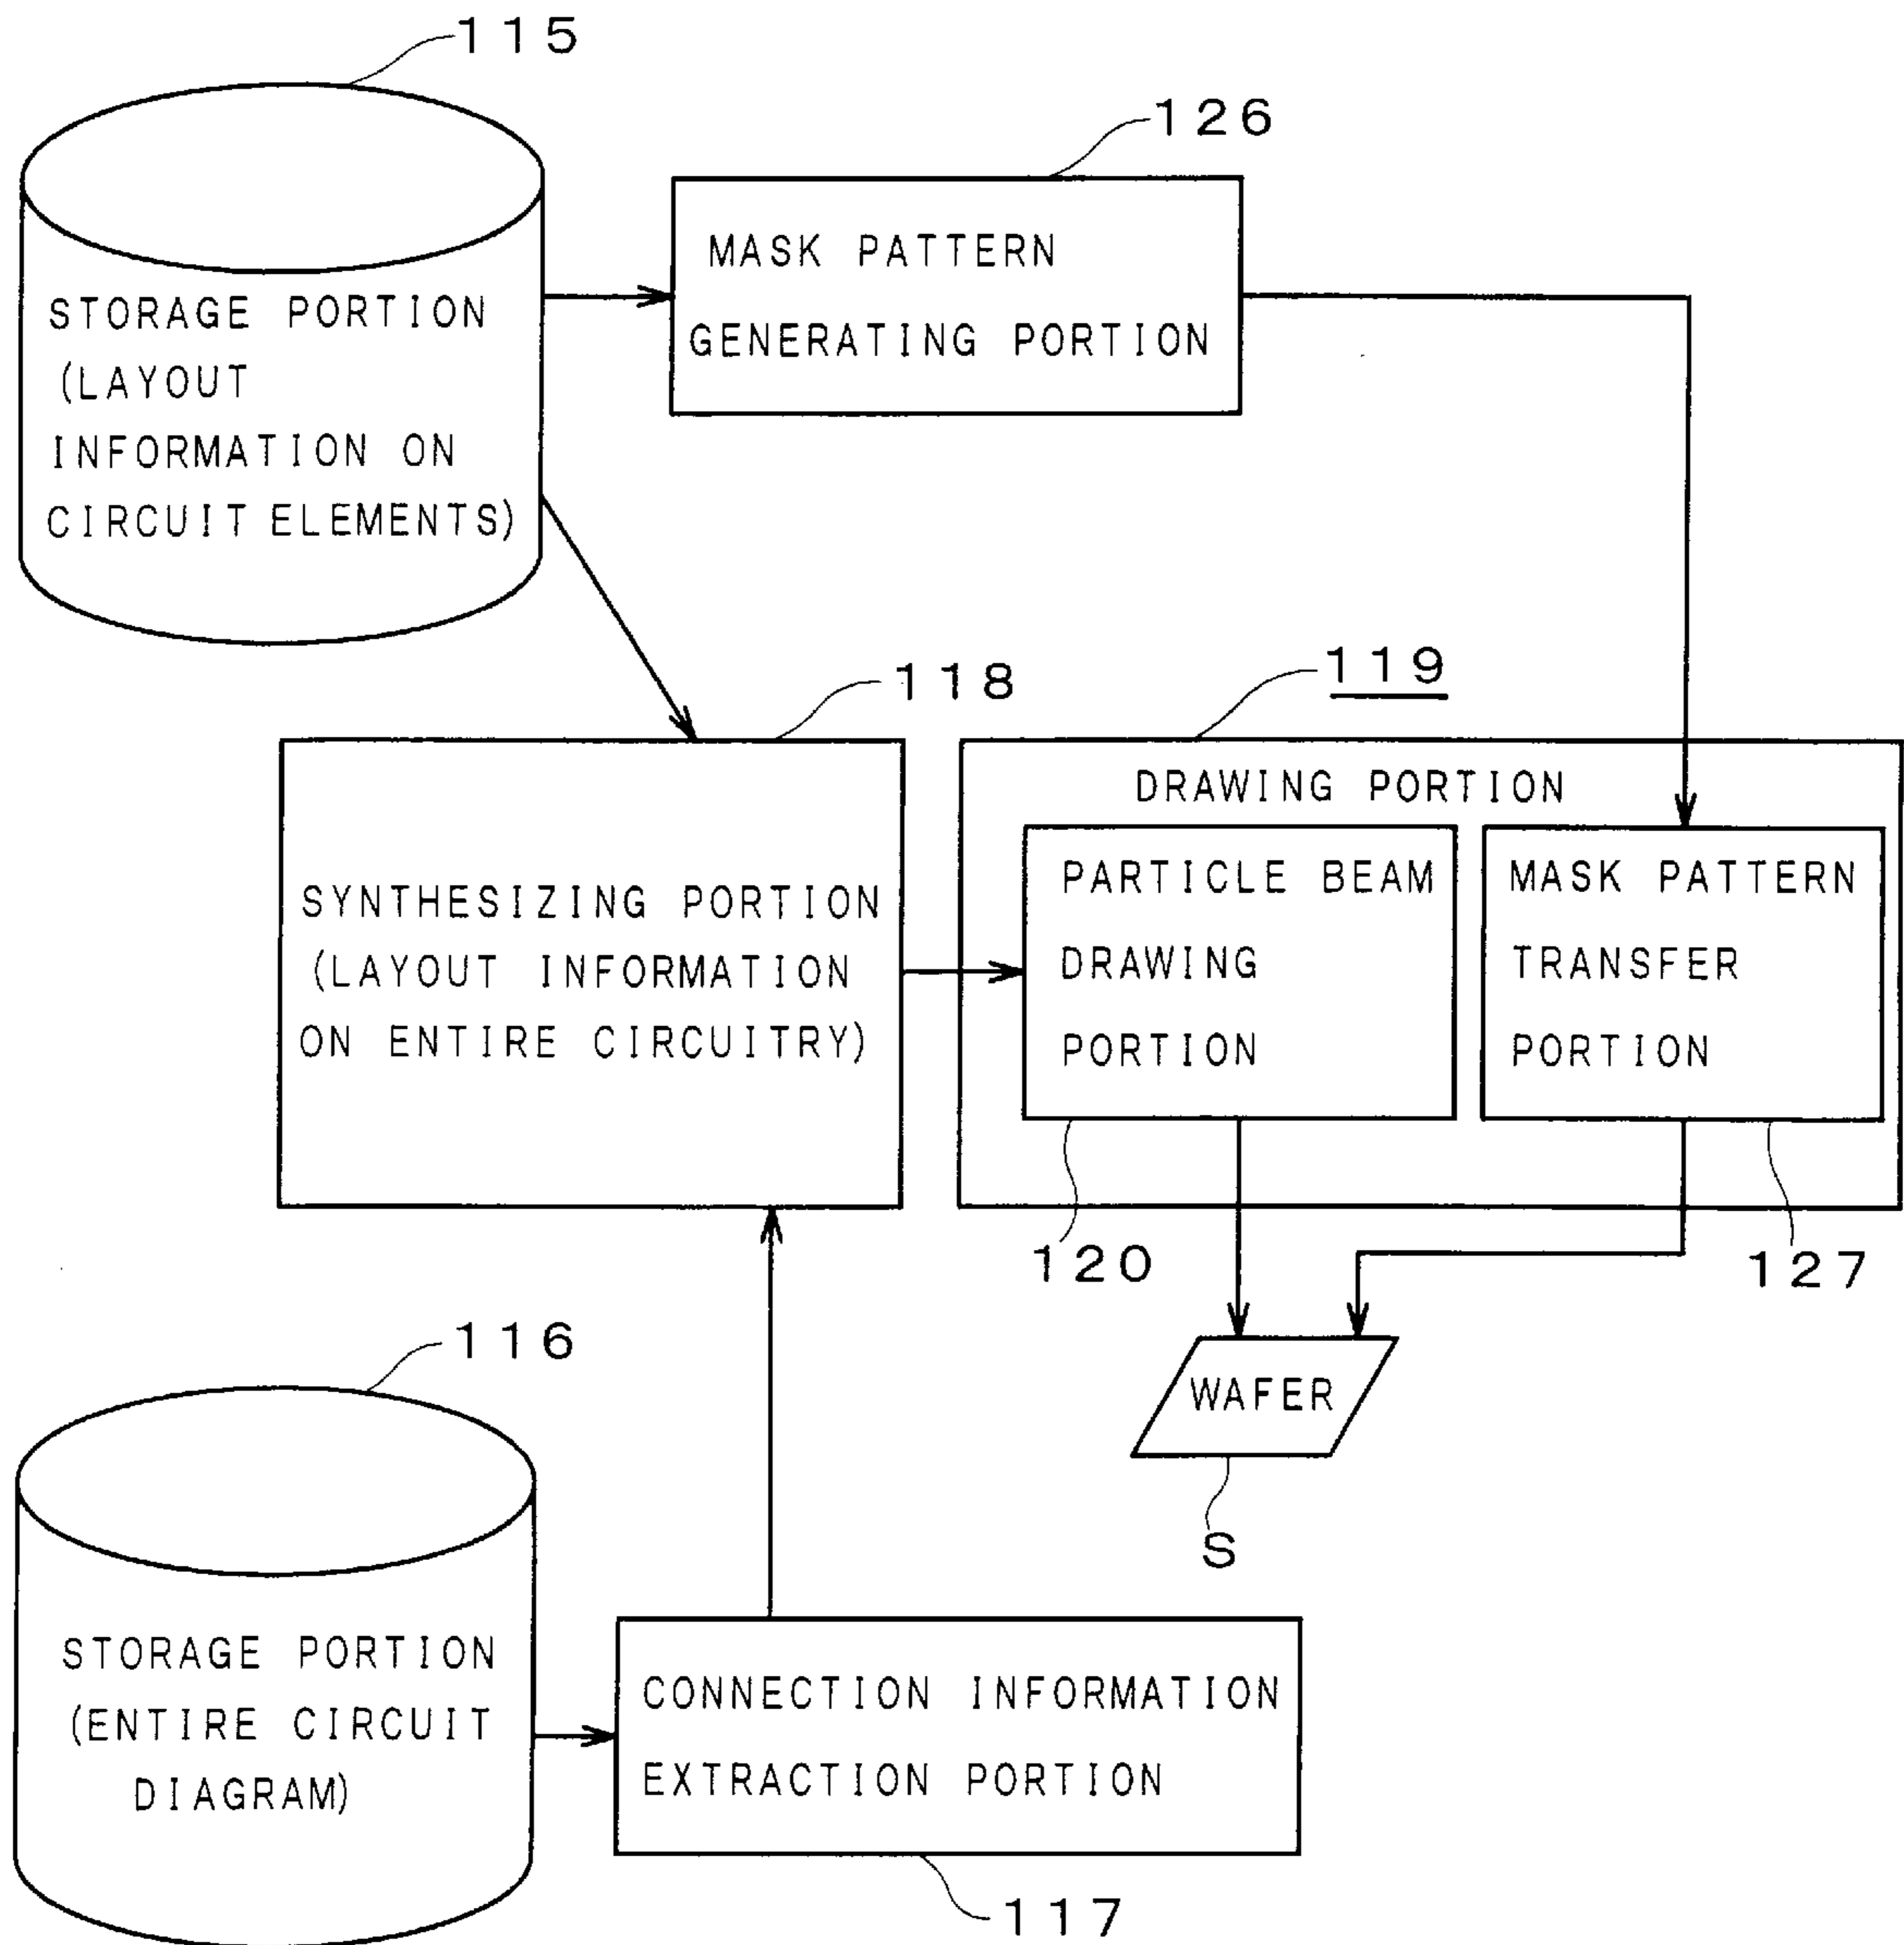 115
126
MASK PATTERN
GENERATING PORTION
STORAGE PORTION
(LAYOUT
INFORMATION ON
CIRCUIT ELEMENTS)
118
119
DRAWING PORTION
SYNTHESIZING PORTION
(LAYOUT INFORMATION
ON ENTIRE CIRCUITRY)
PARTICLE BEAM
DRAWING
PORTION
MASK PATTERN
TRANSFER
PORTION
120
127
WAFER
S
116
STORAGE PORTION
(ENTIRE CIRCUIT
DIAGRAM)
CONNECTION INFORMATION
EXTRACTION PORTION
117